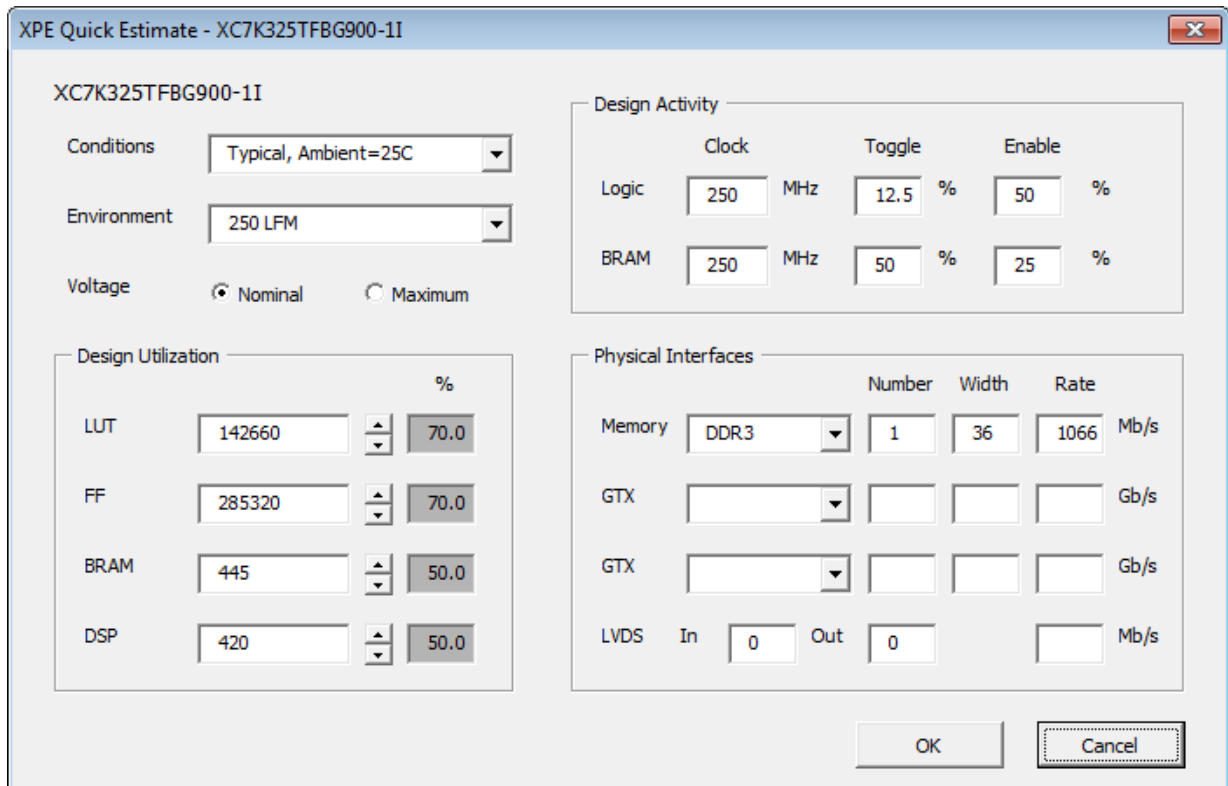 XPE Quick Estimate - XC7K325TFBG900-1I
XC7K325TFBG900-1I
Conditions Typical, Ambient=25C
Environment 250 LFM
Voltage Nominal Maximum
Design Activity
Clock Toggle Enable
Logic 250 MHz 12.5 % 50 %
BRAM 250 MHz 50 % 25 %
Design Utilization
%
LUT 142660 70.0
FF 285320 70.0
BRAM 445 50.0
DSP 420 50.0
Physical Interfaces
Number Width Rate
Memory DDR3 1 36 1066 Mb/s
GTX Gb/s
GTX Gb/s
LVDS In 0 Out 0 Mb/s
OK Cancel